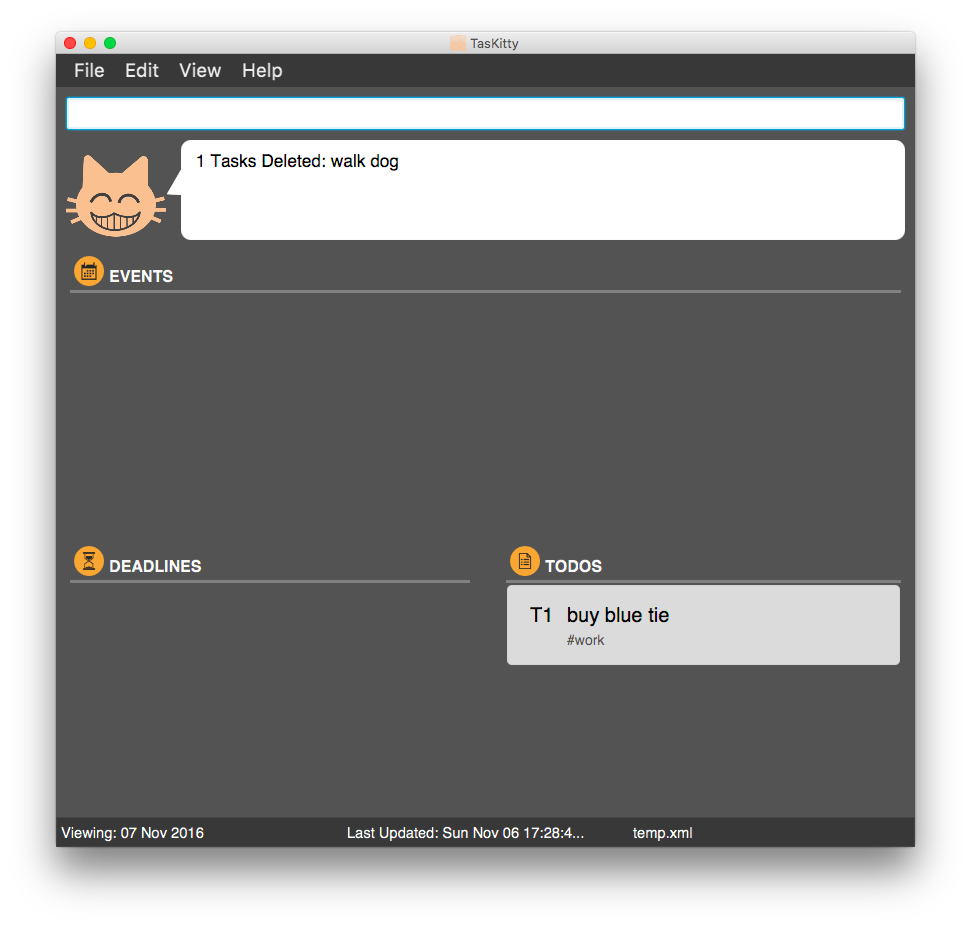 TasKitty
File Edit View Help
1 Tasks Deleted: walk dog
EVENTS
DEADLINES
TODOS
T1 buy blue tie
#work
Viewing: 07 Nov 2016 Last Updated: Sun Nov 06 17:28:4... temp.xml